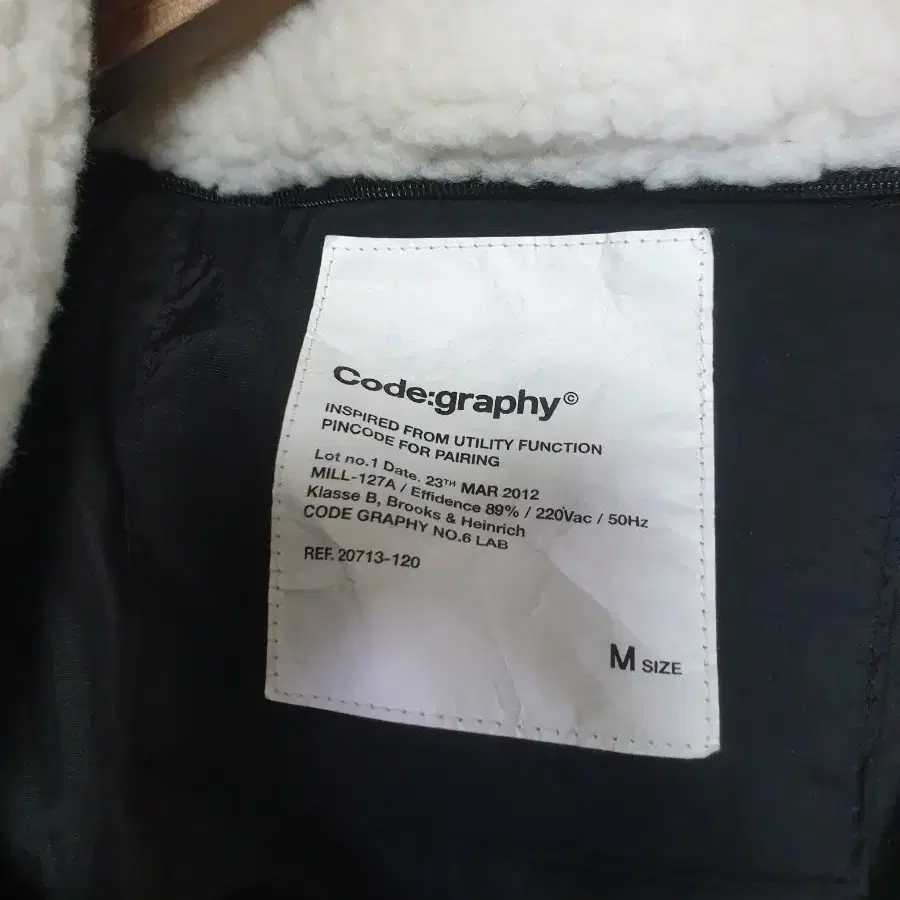 Code:graphy©
INSPIRED FROM UTILITY FUNCTION
PINCODE FOR PAIRING
Lot no.1 Date. 23TH MAR 2012
MILL-127A / Effidence 89% / 220Vac / 50Hz
Klasse B, Brooks & Heinrich
CODE GRAPHY NO.6 LAB
REF. 20713-120
M SIZE